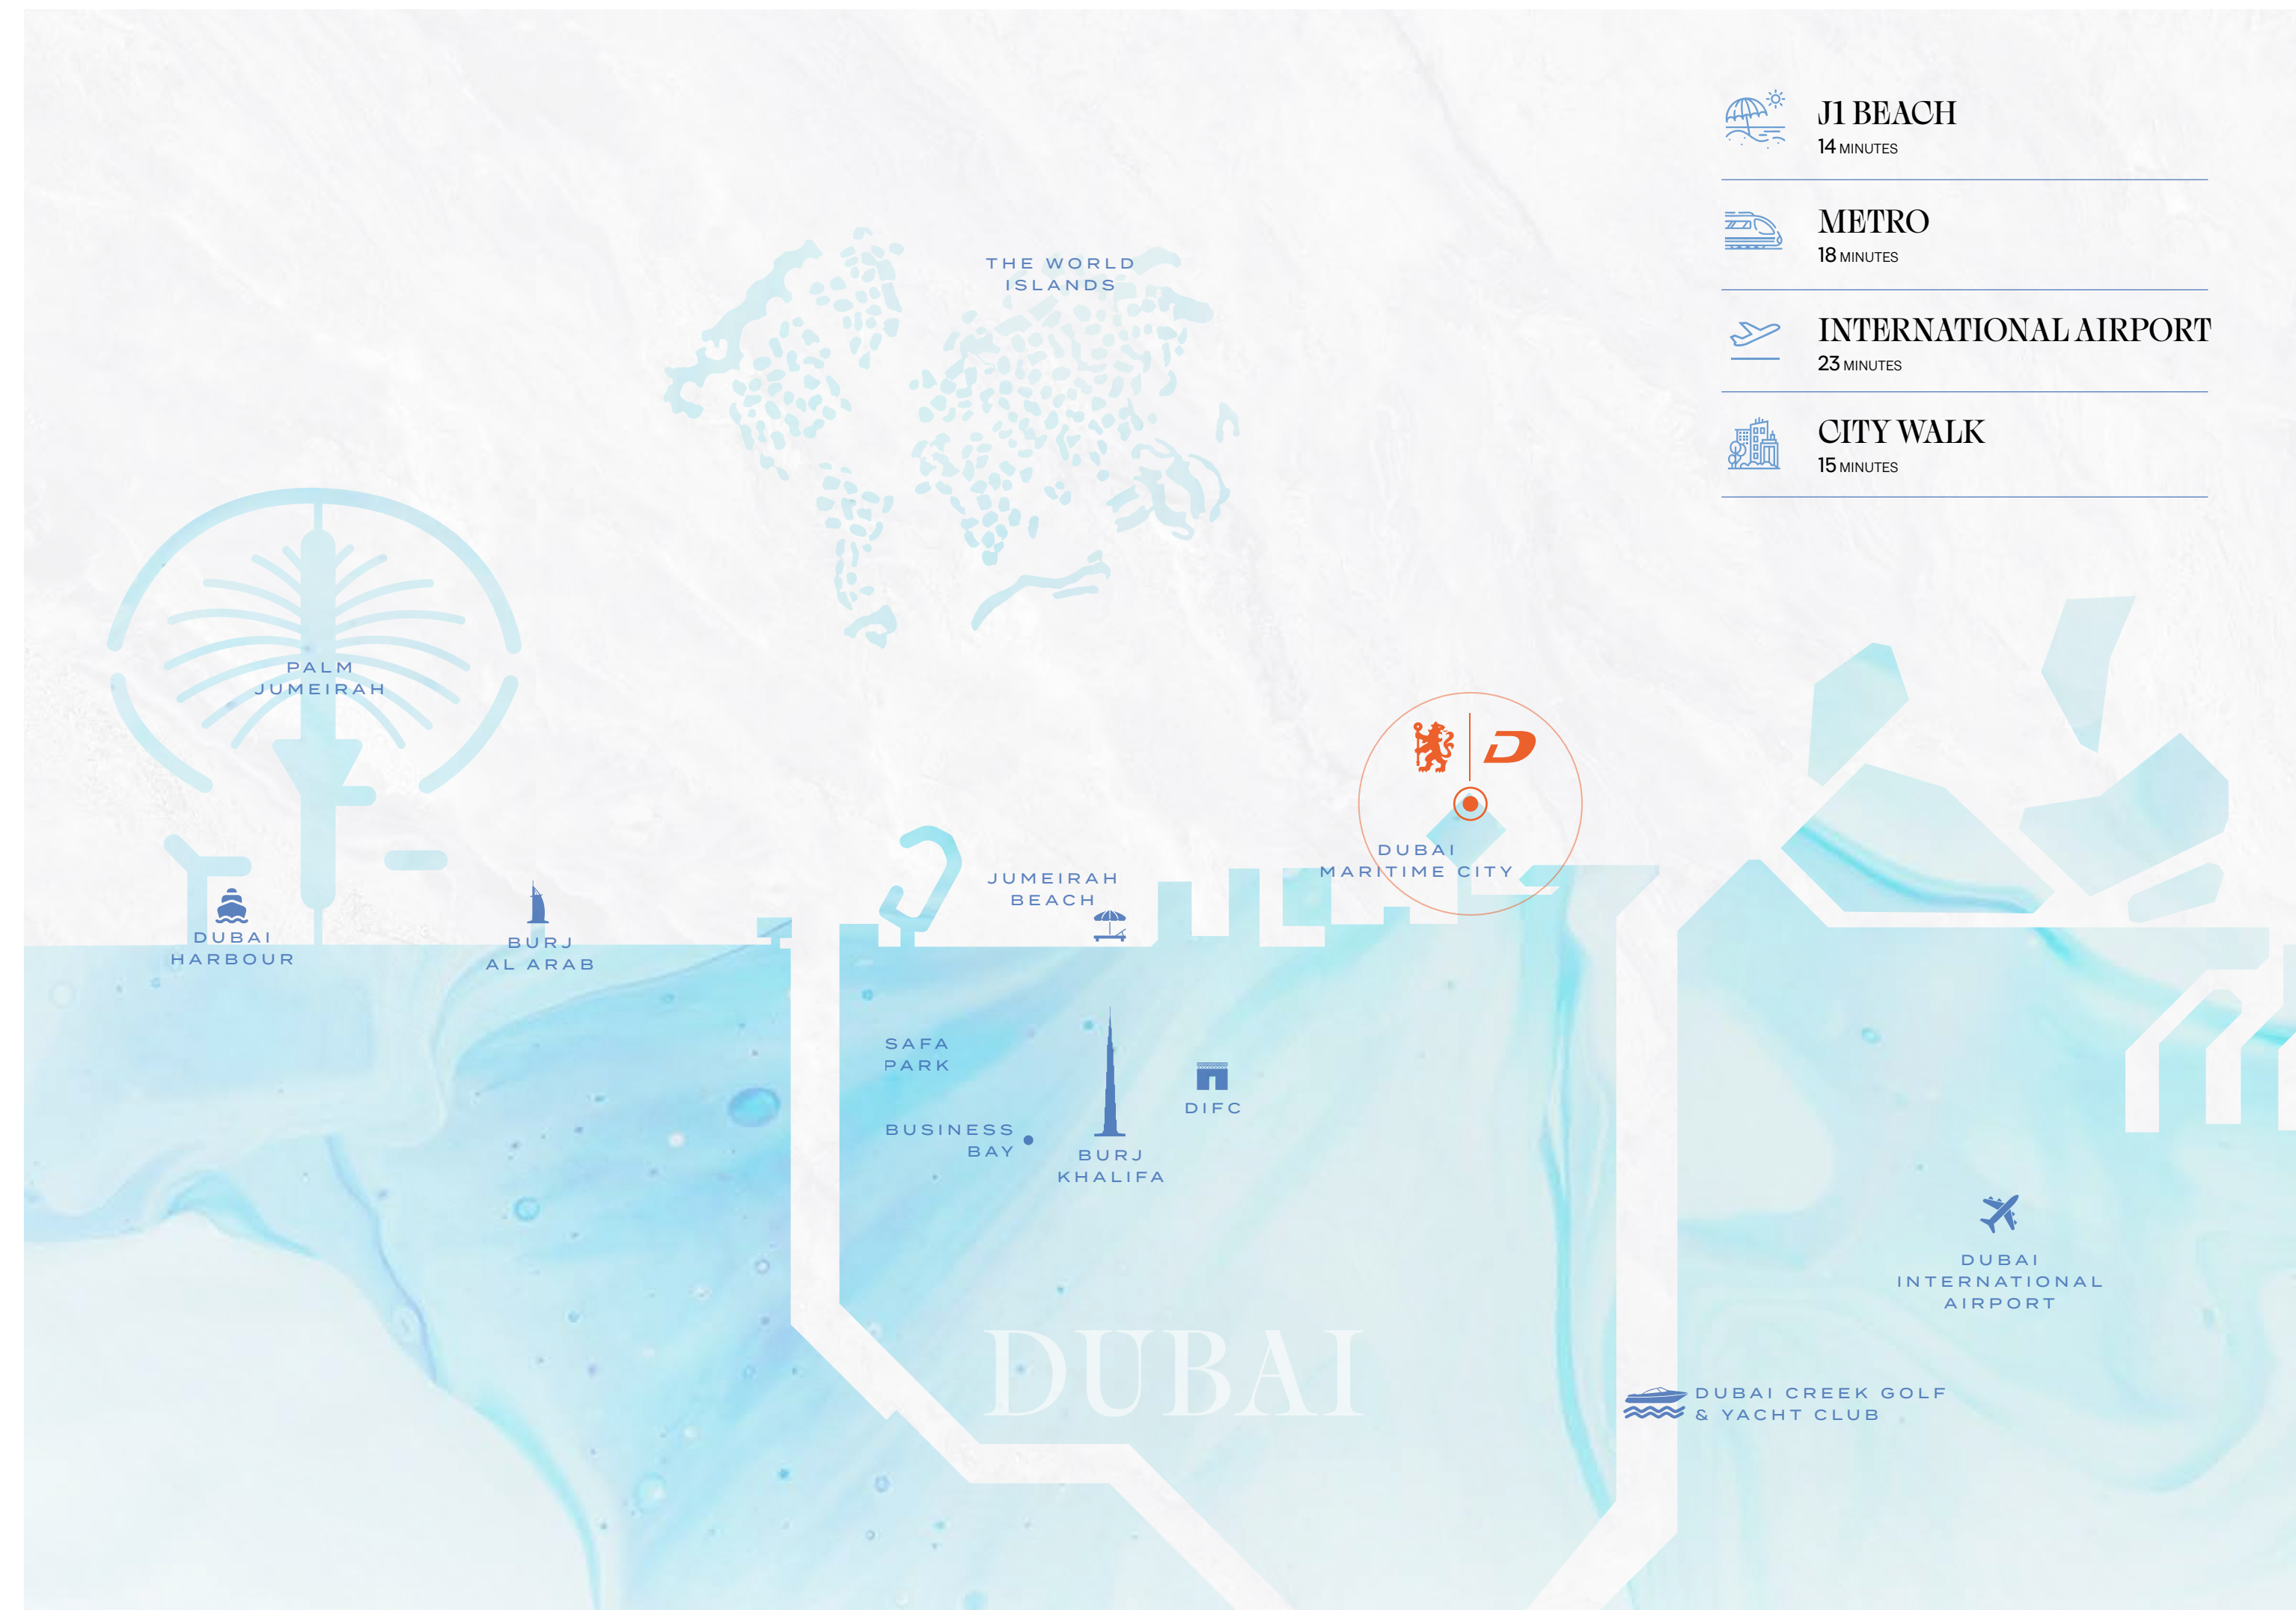 J1 BEACH
14 MINUTES
METRO
18 MINUTES
INTERNATIONAL AIRPORT
23 MINUTES
CITY WALK
15 MINUTES
THE WORLD
ISLANDS
PALM
JUMEIRAH
D
DUBAI
MARITIME CITY
JUMEIRAH
BEACH
DUBAI
HARBOUR
BURJ
AL ARAB
SAFA
PARK
BUSINESS
BAY
BURJ
KHALIFA
DIFC
DUBAI
INTERNATIONAL
AIRPORT
DUBAI
DUBAI CREEK GOLF
& YACHT CLUB